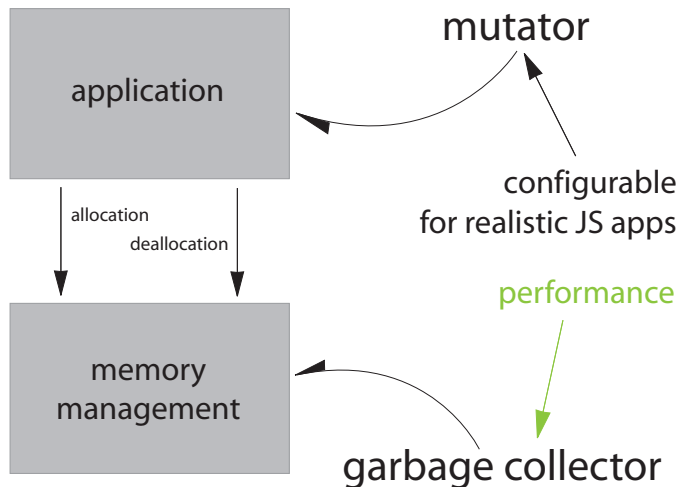 mutator
application
configurable
for realistic JS apps
allocation
deallocation
performance
memory
management
garbage collector